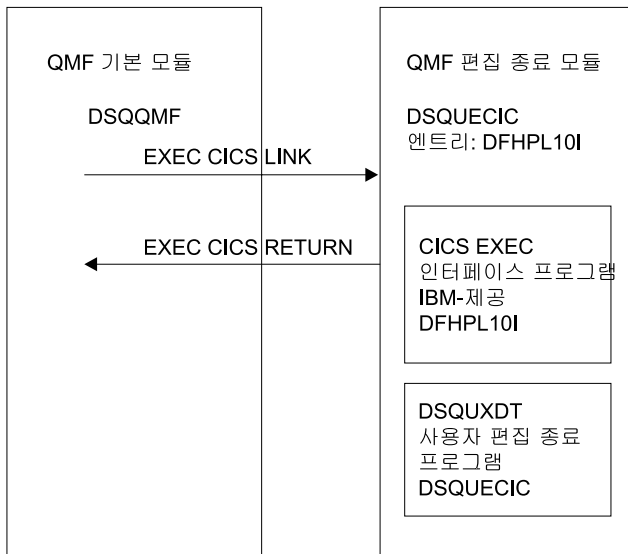 QMF 기본 모듈
DSQQMF
EXEC CICS LINK
EXEC CICS RETURN
QMF 편집 종료 모듈
DSQUECIC
엔트리: DFHPL10I
CICS EXEC
인터페이스 프로그램
IBM-제공
DFHPL10I
DSQUXDT
사용자 편집 종료
프로그램
DSQUECIC